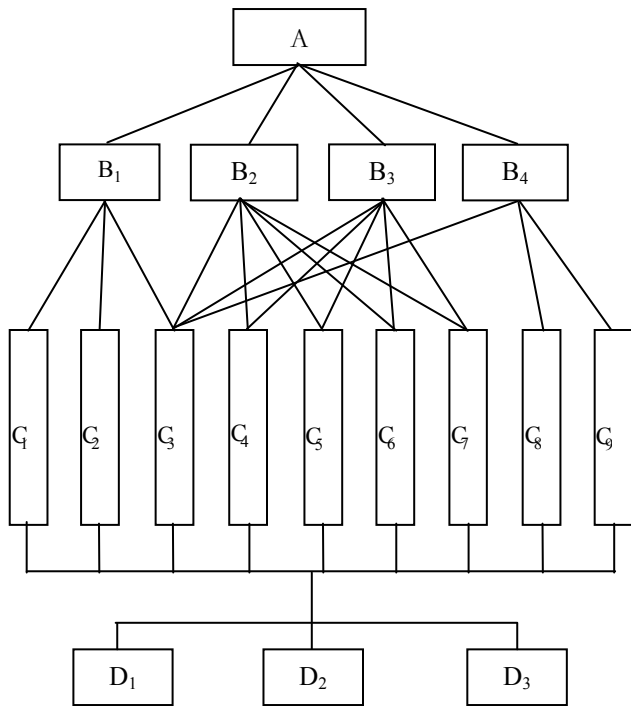 A
B₁ B₂ B₃ B₄
C₁ C₂ C₃ C₄ C₅ C₆ C₇ C₈ C₉
D₁ D₂ D₃